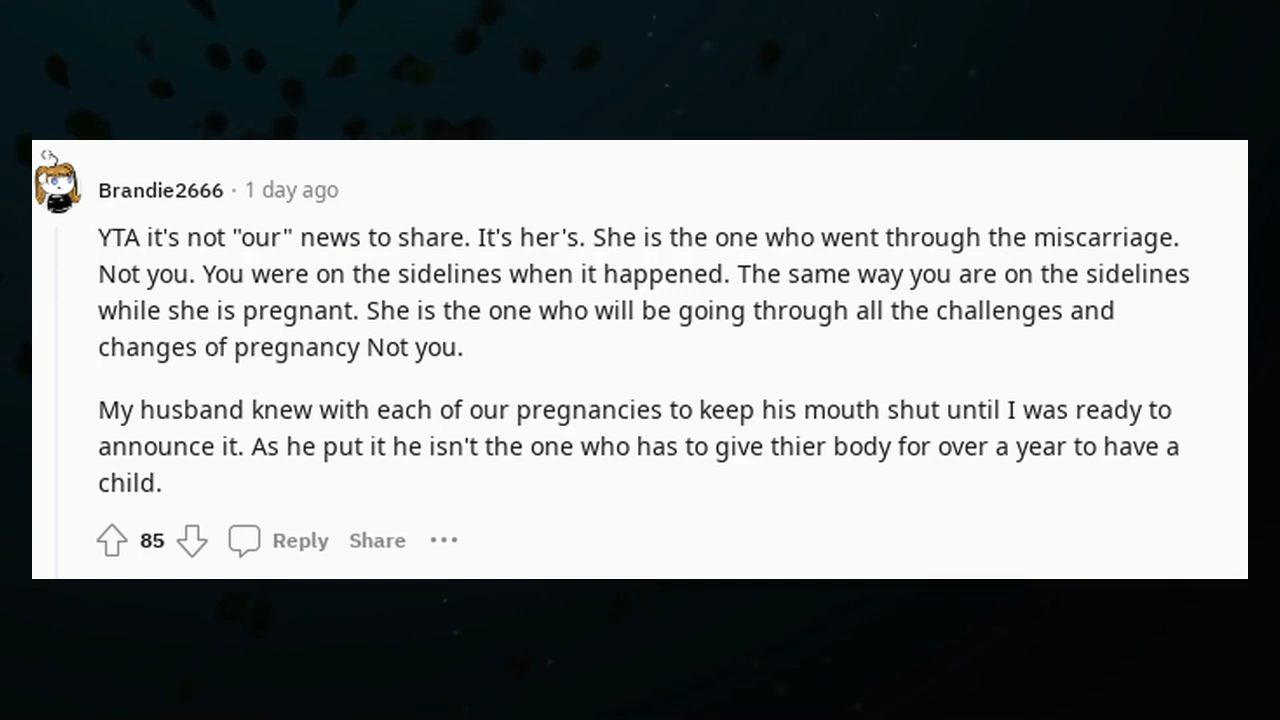 Brandie2666 · 1 day ago
YTA it's not "our" news to share. It's her's. She is the one who went through the miscarriage.
Not you. You were on the sidelines when it happened. The same way you are on the sidelines
while she is pregnant. She is the one who will be going through all the challenges and
changes of pregnancy Not you.
My husband knew with each of our pregnancies to keep his mouth shut until I was ready to
announce it. As he put it he isn't the one who has to give thier body for over a year to have a
child.
85 Reply Share